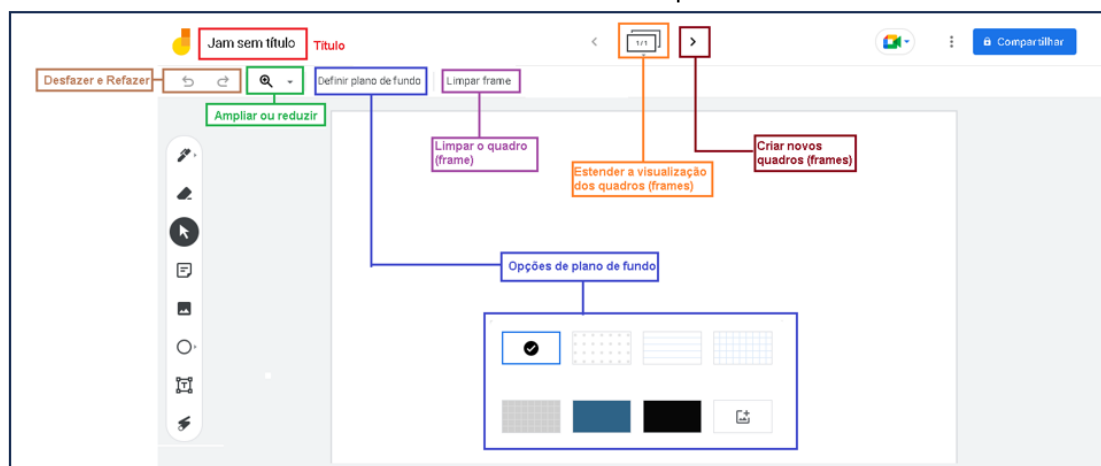 Jam sem título
Título
1/1
Compartilhar
Desfazer e Refazer
Definir plano de fundo
Limpar frame
Ampliar ou reduzir
Limpar o quadro
(frame)
Estender a visualização
dos quadros (frames)
Criar novos
quadros (frames)
Opções de plano de fundo
T